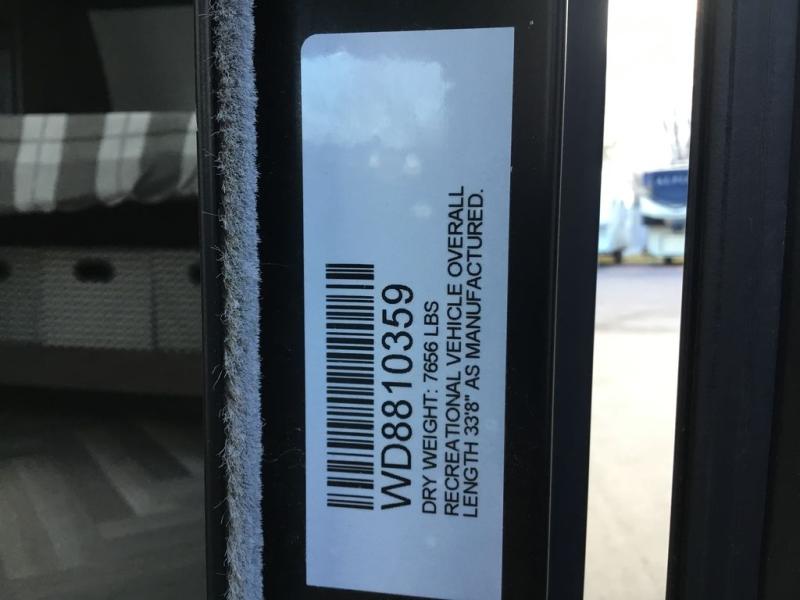 WD8810359
DRY WEIGHT: 7656 LBS
RECREATIONAL VEHICLE OVERALL
LENGTH 33'8" AS MANUFACTURED.